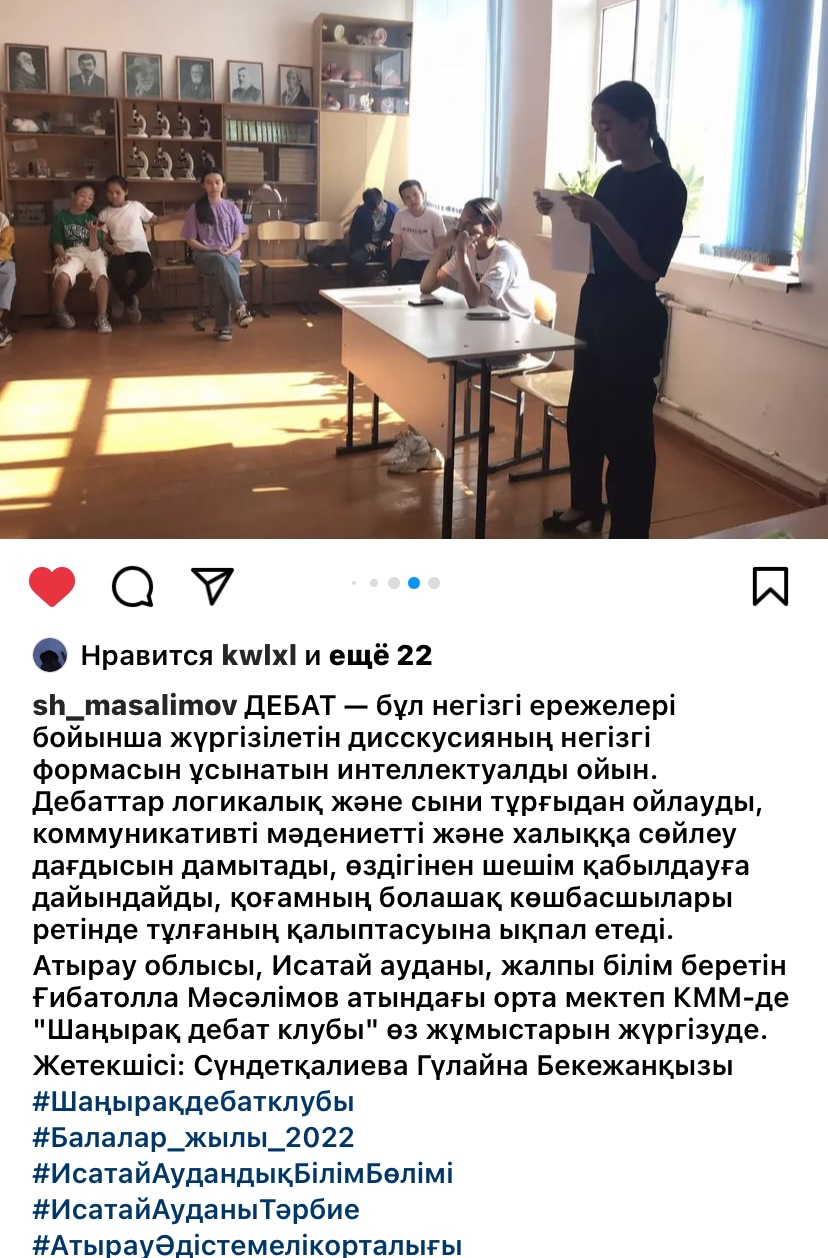 Нравится kwlxl и ещё 22
sh_masalimov ДЕБАТ — бұл негізгі ережелері
бойынша жүргізілетін дисскусияның негізгі
формасын ұсынатын интеллектуалды ойын.
Дебаттар логикалық және сыни тұрғыдан ойлауды,
коммуникативті мәдениетті және халыққа сөйлеу
дағдысын дамытады, өздігінен шешім қабылдауға
дайындайды, қоғамның болашақ көшбасшылары
ретінде тұлғаның қалыптасуына ықпал етеді.
Атырау облысы, Исатай ауданы, жалпы білім беретін
Ғибатолла Мәсәлімов атындағы орта мектеп КММ-де
"Шаңырақ дебат клубы" өз жұмыстарын жүргізуде.
Жетекшісі: Сүндетқалиева Гүлайна Бекежанқызы
#Шаңырақдебатклубы
#Балалар_жылы_2022
#ИсатайАудандықБілімБөлімі
#ИсатайАуданыТәрбие
#АтырауӘдістемелікорталығы